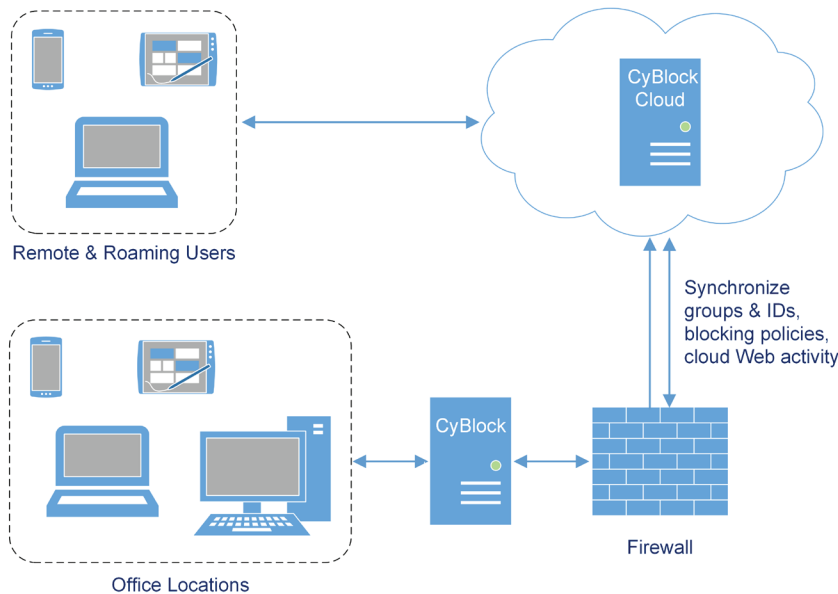 CyBlock
Cloud
Remote & Roaming Users
Synchronize
groups & IDs,
blocking policies,
cloud Web activity
CyBlock
Firewall
Office Locations